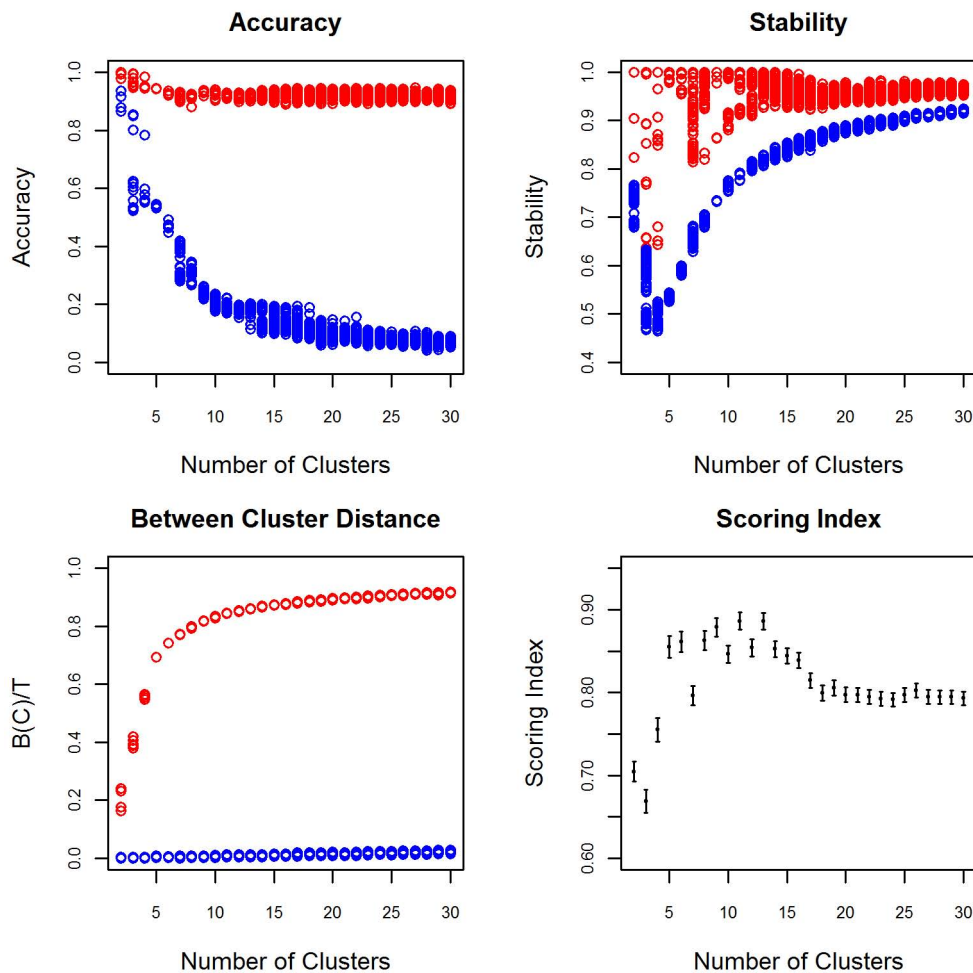 Accuracy
Accuracy
1.0
0.8
0.6
0.4
0.2
0.0
5 10 15 20 25 30
Number of Clusters
Stability
Stability
1.0
0.9
0.8
0.7
0.6
0.5
0.4
5 10 15 20 25 30
Number of Clusters
Between Cluster Distance
B(C)/T
1.0
0.8
0.6
0.4
0.2
0.0
5 10 15 20 25 30
Number of Clusters
Scoring Index
Scoring Index
0.90
0.80
0.70
0.60
5 10 15 20 25 30
Number of Clusters